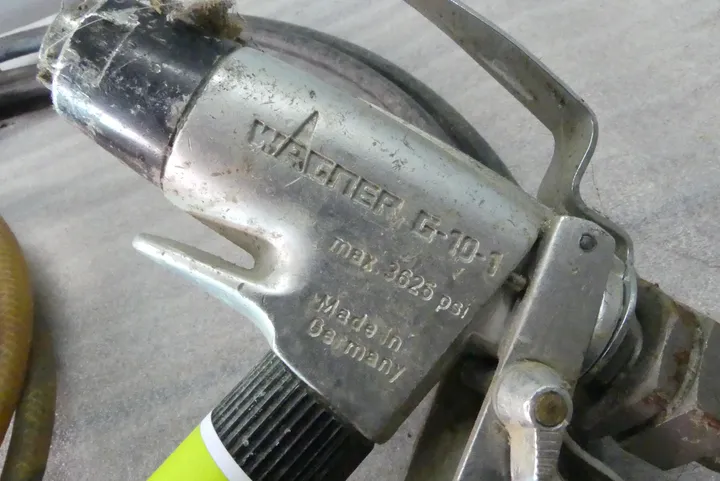 WAGNER G-10-1
max 3625 psi
Made in
Germany